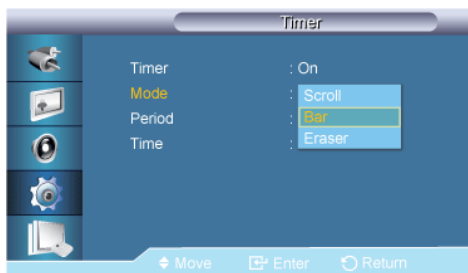 Timer
Timer : On
Mode : Scroll
Bar
Period :
Eraser
Time :
Move Enter Return